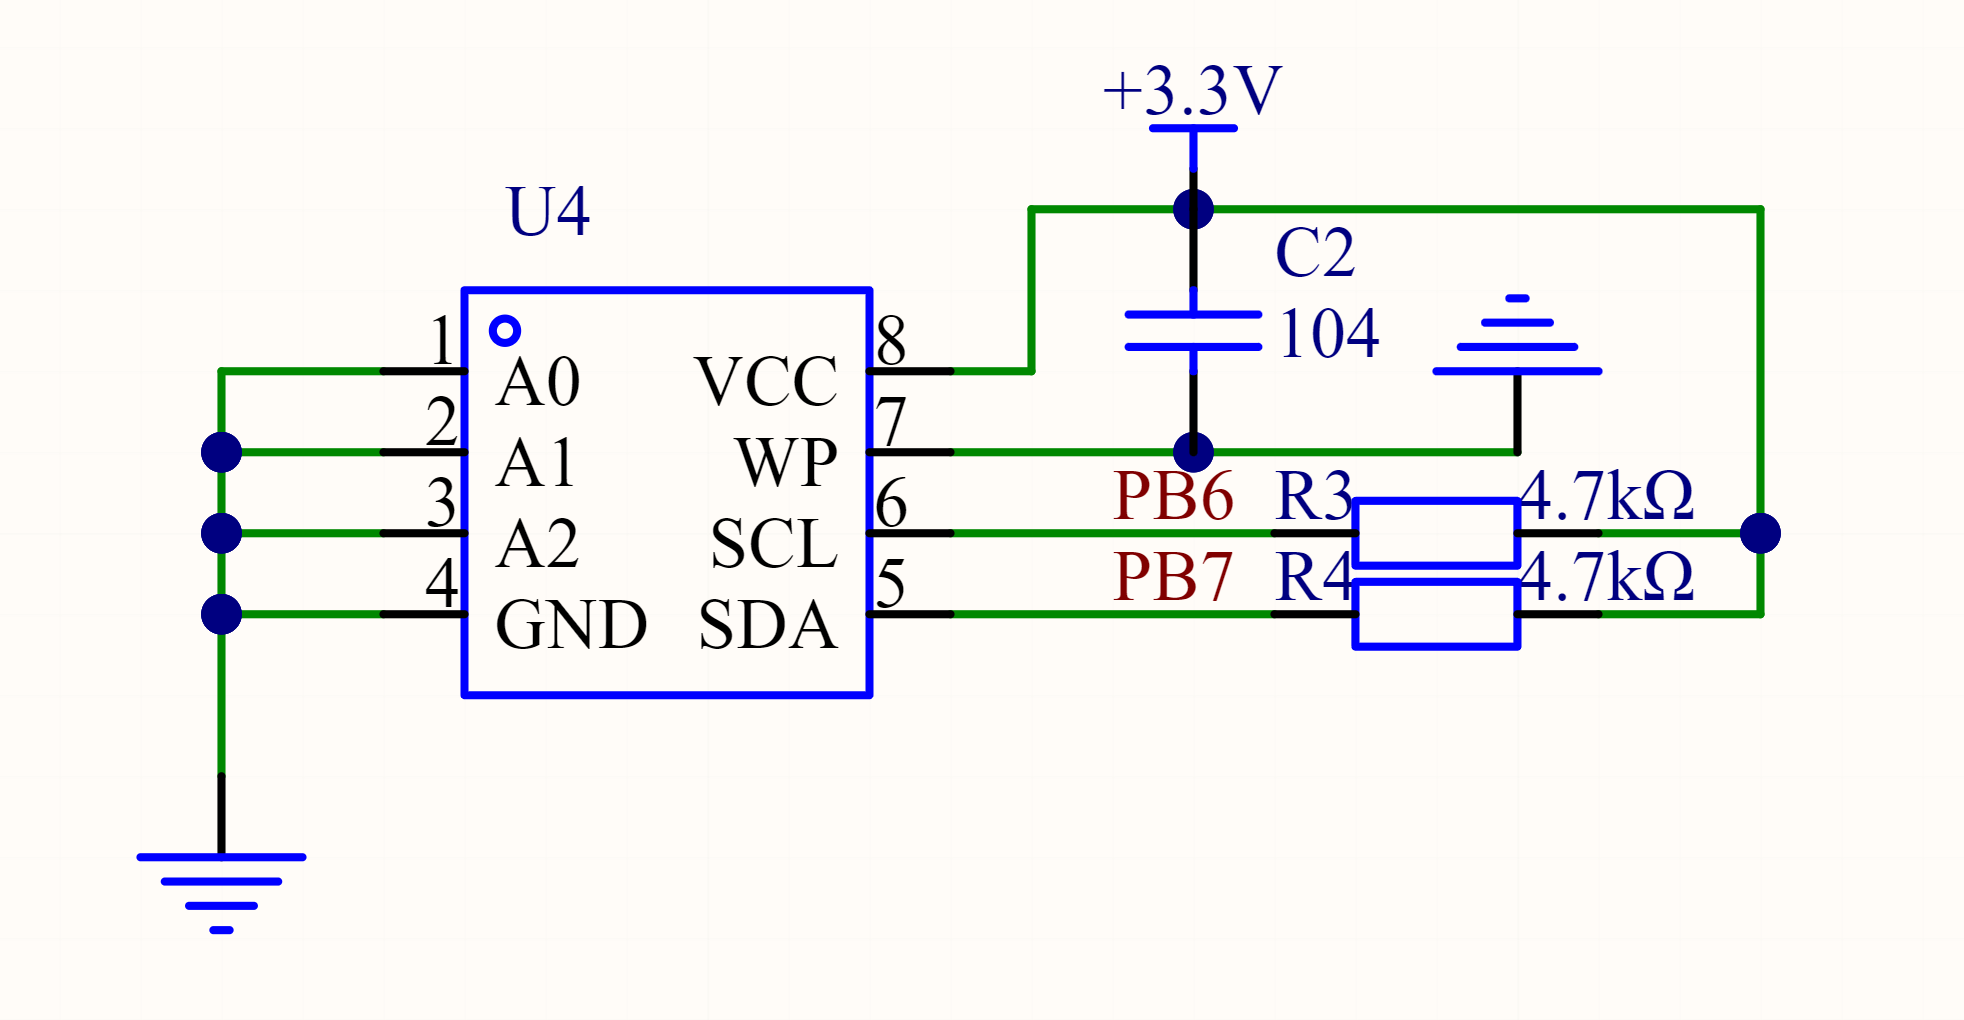 +3.3V
U4
C2
104
1
A0
VCC
8
2
A1
WP
7
PB6
R3
4.7kΩ
3
A2
SCL
6
PB7
R4
4.7kΩ
4
GND
SDA
5